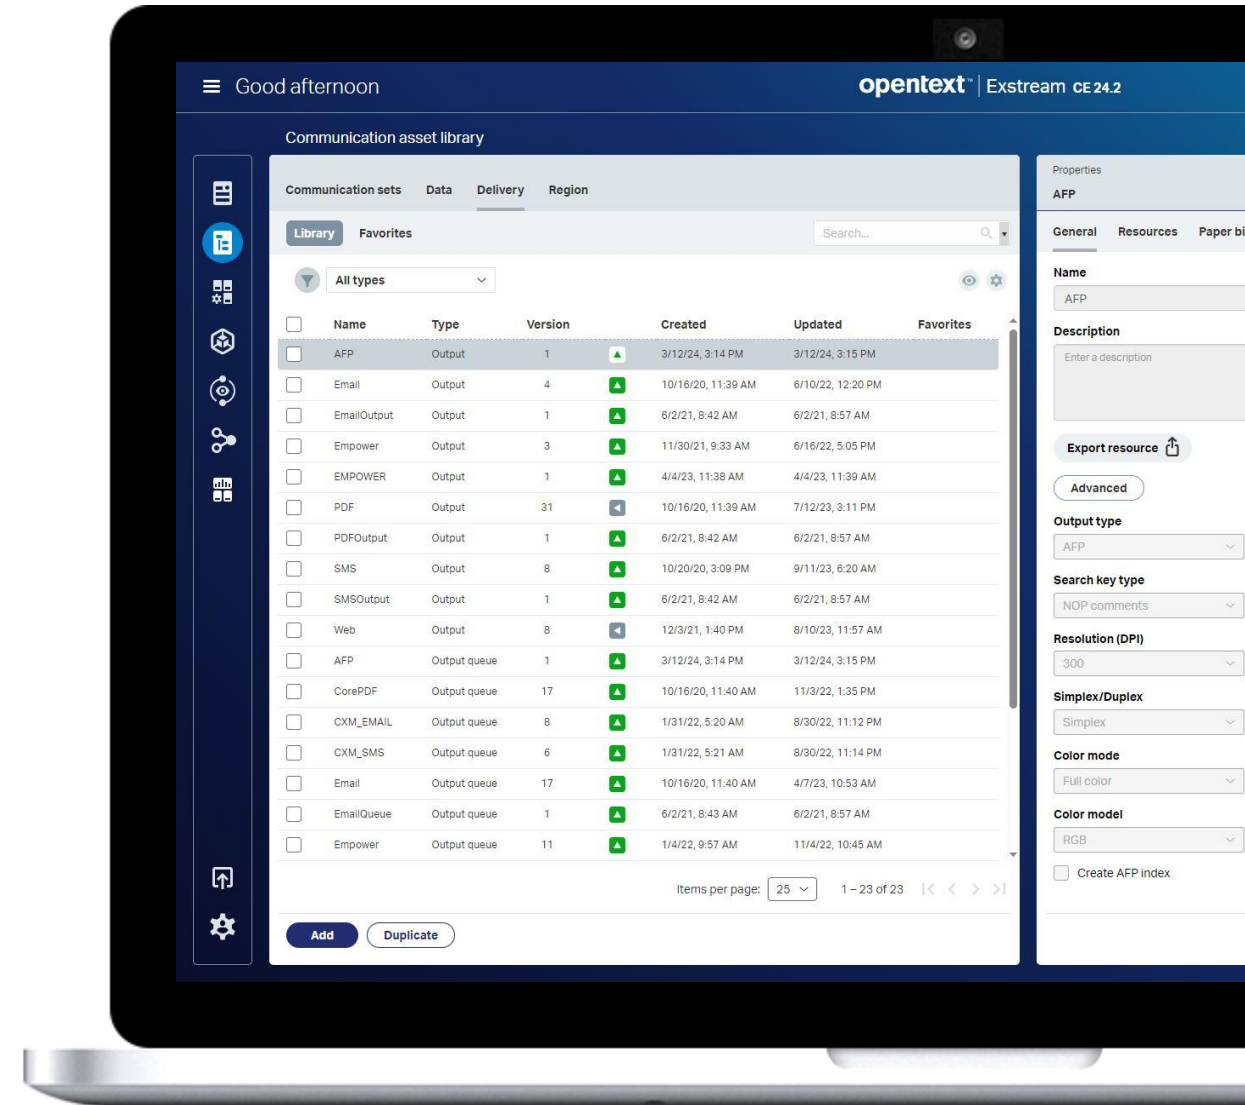 Good afternoon
opentext™ | Exstream CE 24.2
Communication asset library
Communication sets Data Delivery Region
Library Favorites
Search...
All types
Name Type Version Created Updated Favorites
AFP Output 1 3/12/24, 3:14 PM 3/12/24, 3:15 PM
Email Output 4 10/16/20, 11:39 AM 6/10/22, 12:20 PM
EmailOutput Output 1 6/2/21, 8:42 AM 6/2/21, 8:57 AM
Empower Output 3 11/30/21, 9:33 AM 6/16/22, 5:05 PM
EMPOWER Output 1 4/4/23, 11:38 AM 4/4/23, 11:39 AM
PDF Output 31 10/16/20, 11:39 AM 7/12/23, 3:11 PM
PDFOutput Output 1 6/2/21, 8:42 AM 6/2/21, 8:57 AM
SMS Output 8 10/20/20, 3:09 PM 9/11/23, 6:20 AM
SMSOutput Output 1 6/2/21, 8:42 AM 6/2/21, 8:57 AM
Web Output 8 12/3/21, 1:40 PM 8/10/23, 11:57 AM
AFP Output queue 1 3/12/24, 3:14 PM 3/12/24, 3:15 PM
CorePDF Output queue 17 10/16/20, 11:40 AM 11/3/22, 1:35 PM
CXM_EMAIL Output queue 8 1/31/22, 5:20 AM 8/30/22, 11:12 PM
CXM_SMS Output queue 6 1/31/22, 5:21 AM 8/30/22, 11:14 PM
Email Output queue 17 10/16/20, 11:40 AM 4/7/23, 10:53 AM
EmailQueue Output queue 1 6/2/21, 8:43 AM 6/2/21, 8:57 AM
Empower Output queue 11 1/4/22, 9:57 AM 11/4/22, 10:45 AM
Items per page: 25 1 – 23 of 23
Add Duplicate
Properties
AFP
General Resources Paper bi
Name
AFP
Description
Enter a description
Export resource
Advanced
Output type
AFP
Search key type
NOP comments
Resolution (DPI)
300
Simplex/Duplex
Simplex
Color mode
Full color
Color model
RGB
Create AFP index